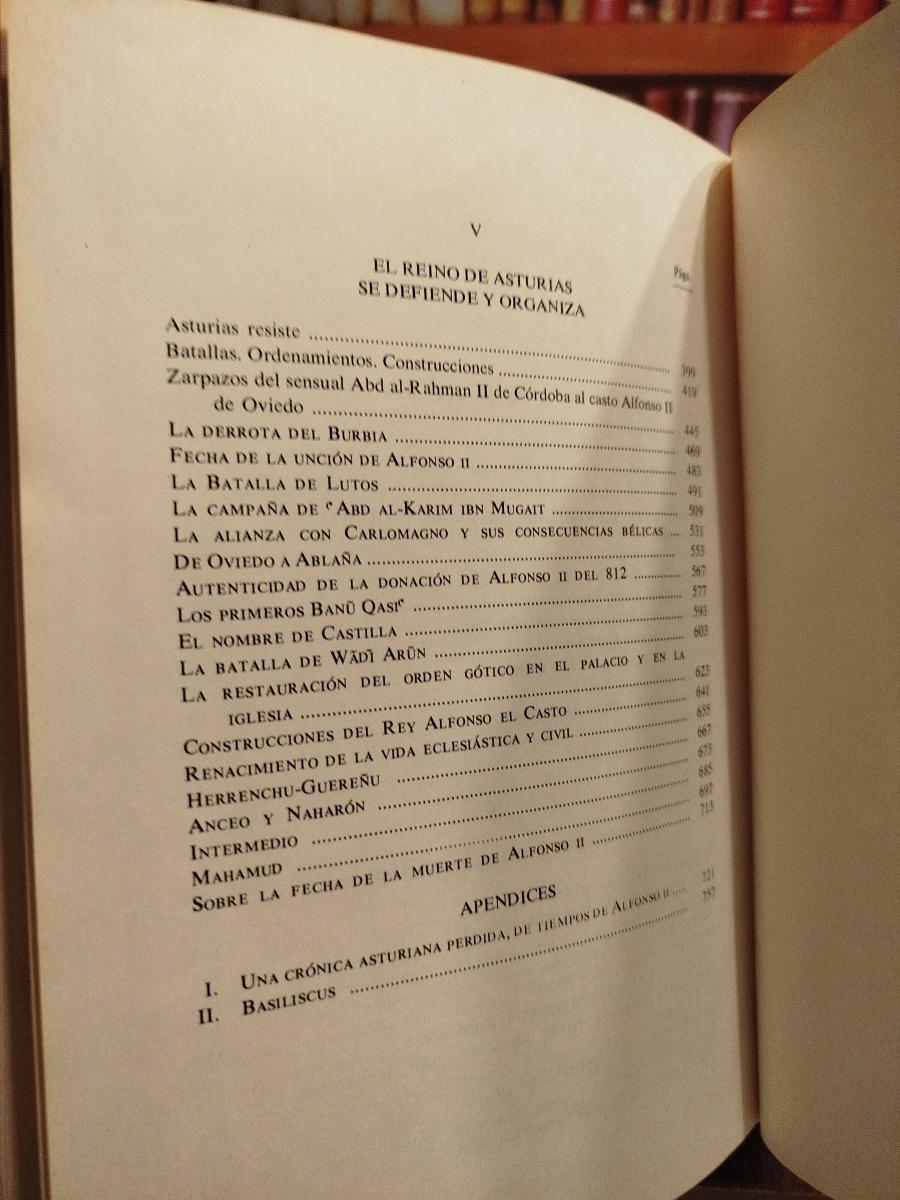 V
EL REINO DE ASTURIAS
SE DEFIENDE Y ORGANIZA
Págs.
Asturias resiste ........ 399
Batallas, Ordenamientos, Construcciones ........ 419
Zarpazos del sensual Abd al-Rahman II de Córdoba al casto Alfonso II
de Oviedo ........ 445
LA DERROTA DEL BURBIA ........ 469
FECHA DE LA UNCIÓN DE ALFONSO II ........ 483
LA BATALLA DE LUTOS ........ 491
LA CAMPAÑA DE ʿABD AL-KARIM IBN MUGAIT ........ 509
LA ALIANZA CON CARLOMAGNO Y SUS CONSECUENCIAS BÉLICAS ... 531
DE OVIEDO A ABLAÑA ........ 553
AUTENTICIDAD DE LA DONACIÓN DE ALFONSO II DEL 812 ........ 567
LOS PRIMEROS BANŪ QASIʿ ........ 577
EL NOMBRE DE CASTILLA ........ 593
LA BATALLA DE WĀDĪ ARŪN ........ 603
LA RESTAURACIÓN DEL ORDEN GÓTICO EN EL PALACIO Y EN LA
IGLESIA ........ 623
CONSTRUCCIONES DEL REY ALFONSO EL CASTO ........ 641
RENACIMIENTO DE LA VIDA ECLESIÁSTICA Y CIVIL ........ 655
HERRENCHU-GUEREÑU ........ 667
ANCEO Y NAHARÓN ........ 673
INTERMEDIO ........ 685
MAHAMUD ........ 697
SOBRE LA FECHA DE LA MUERTE DE ALFONSO II ........ 713
APENDICES
I. UNA CRÓNICA ASTURIANA PERDIDA, DE TIEMPOS DE ALFONSO II ..... 721
II. BASILISCUS ........ 757